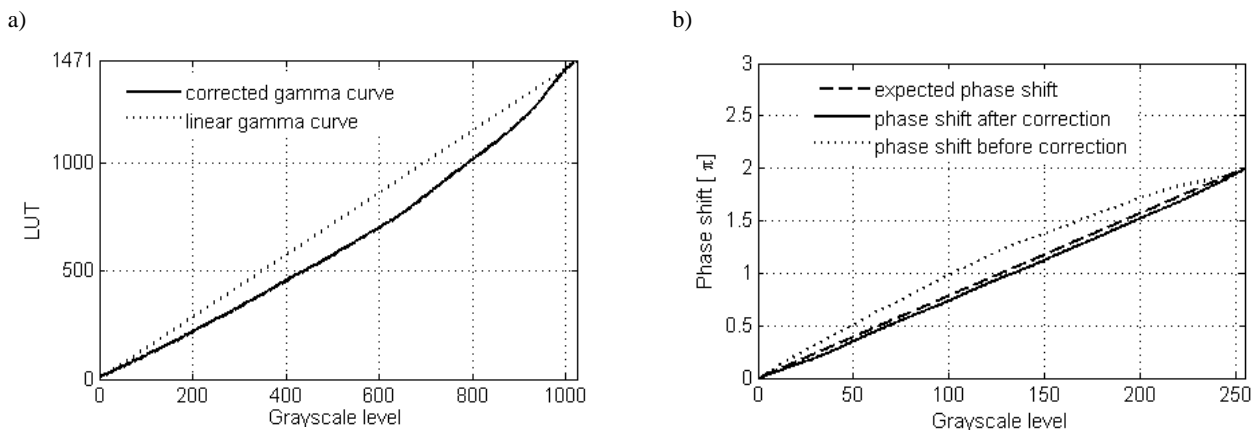 a)
1471
1000
500
0
LUT
corrected gamma curve
linear gamma curve
0 200 400 600 800 1000
Grayscale level
b)
3
2.5
2
1.5
1
0.5
0
Phase shift [ π]
expected phase shift
phase shift after correction
phase shift before correction
0 50 100 150 200 250
Grayscale level